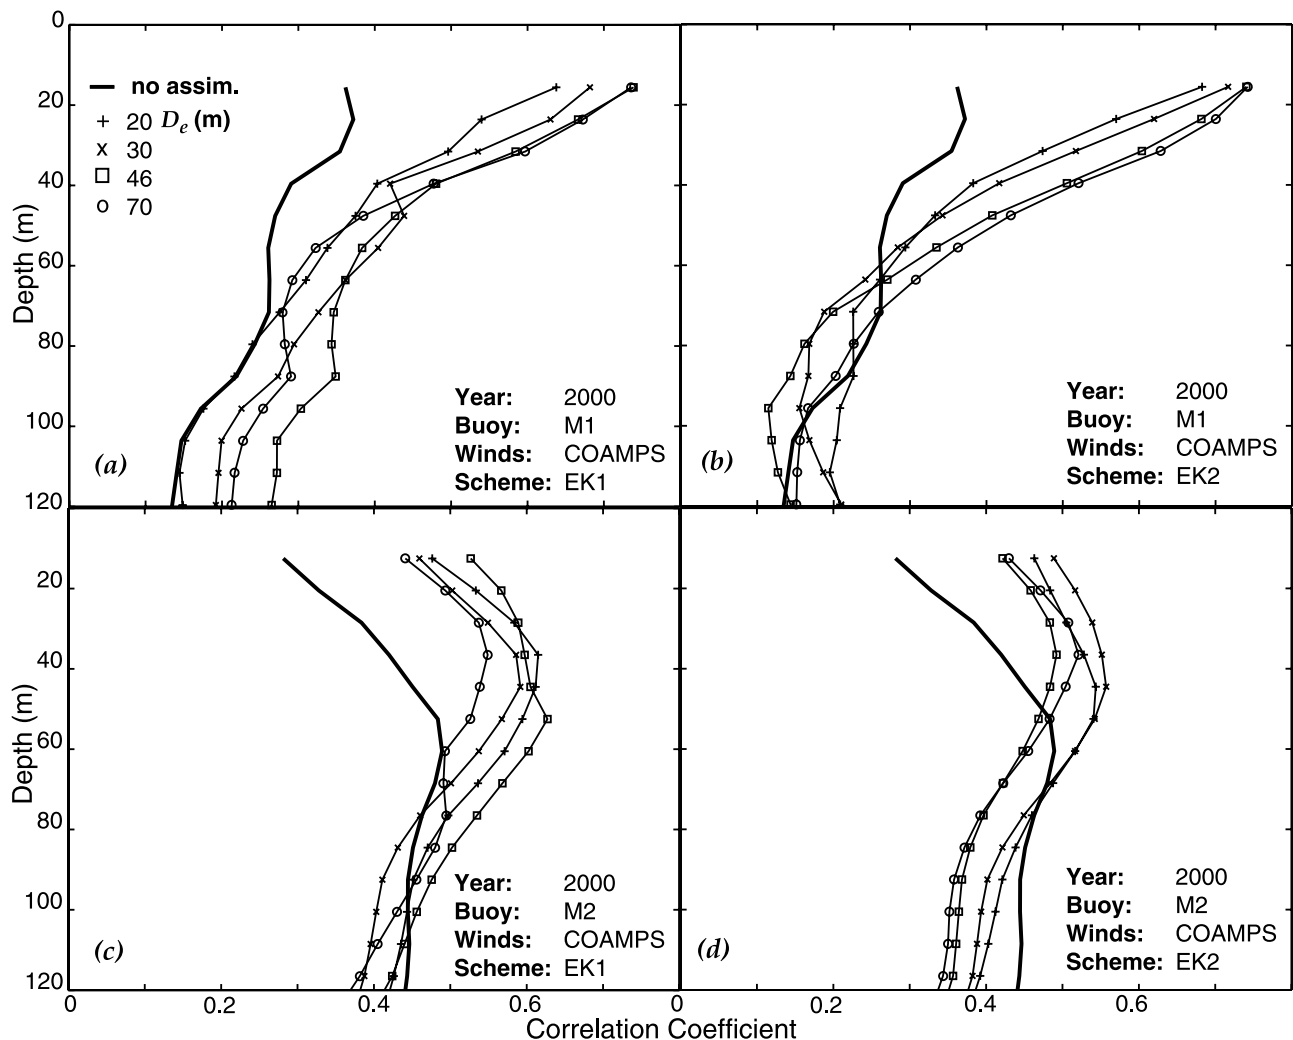 0
20
40
60
80
100
120
Depth (m)
no assim.
+ 20 Dₑ (m)
x 30
□ 46
○ 70
(a)
Year: 2000
Buoy: M1
Winds: COAMPS
Scheme: EK1
(b)
Year: 2000
Buoy: M1
Winds: COAMPS
Scheme: EK2
20
40
60
80
100
120
Depth (m)
(c)
Year: 2000
Buoy: M2
Winds: COAMPS
Scheme: EK1
(d)
Year: 2000
Buoy: M2
Winds: COAMPS
Scheme: EK2
0 0.2 0.4 0.6 0 0.2 0.4 0.6
Correlation Coefficient